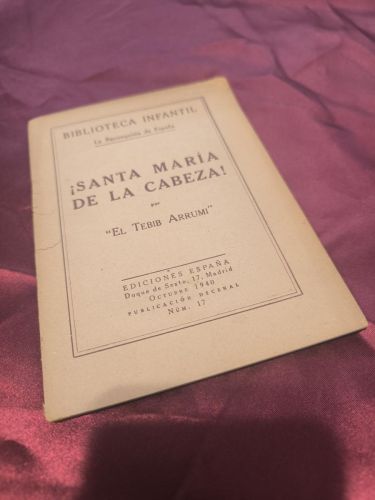 BIBLIOTECA INFANTIL
La Reconquista de España
¡SANTA MARÍA
DE LA CABEZA!
por
"EL TEBIB ARRUMI"
EDICIONES ESPAÑA
Duque de Sexto, 17, Madrid
OCTUBRE 1940
PUBLICACIÓN DECENAL
NÚM. 17